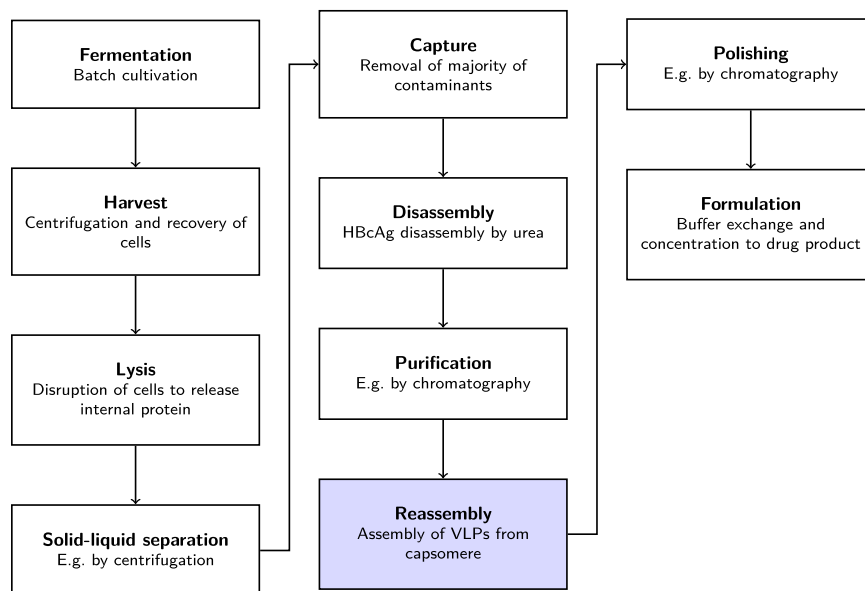 Fermentation
Batch cultivation
Harvest
Centrifugation and recovery of
cells
Lysis
Disruption of cells to release
internal protein
Solid-liquid separation
E.g. by centrifugation
Capture
Removal of majority of
contaminants
Disassembly
HBcAg disassembly by urea
Purification
E.g. by chromatography
Reassembly
Assembly of VLPs from
capsomere
Polishing
E.g. by chromatography
Formulation
Buffer exchange and
concentration to drug product